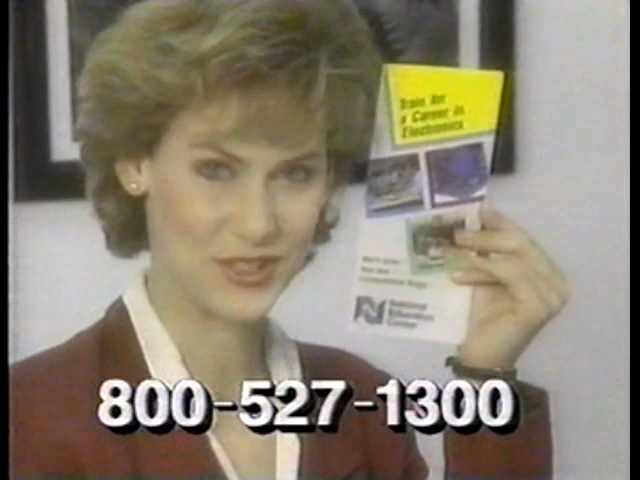 Train for
a Career in
Electronics
National
Education
Center
800-527-1300